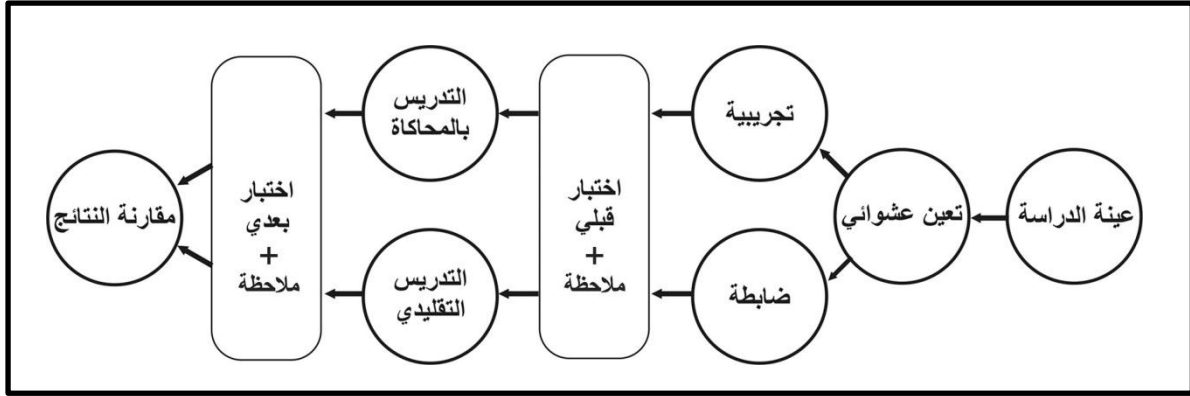 عينة الدراسة
تعين عشوائي
تجريبية
ضابطة
اختبار
قبلي
+
ملاحظة
التدريس
بالمحاكاة
التدريس
التقليدي
اختبار
بعدي
+
ملاحظة
مقارنة النتائج